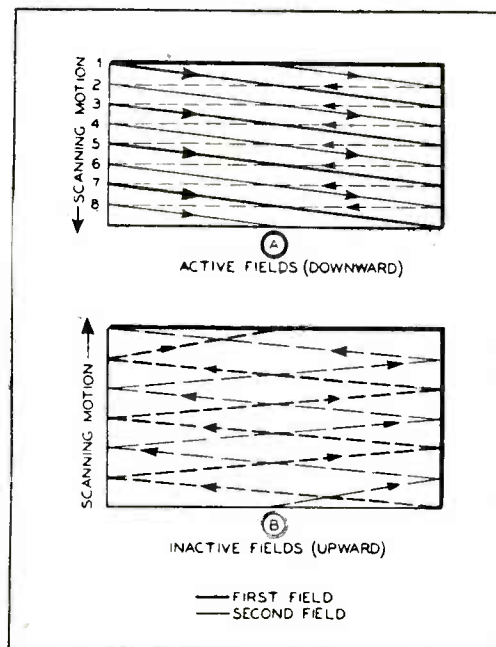 SCANNING MOTION
1
2
3
4
5
6
7
8
A
ACTIVE FIELDS (DOWNWARD)
SCANNING MOTION
B
INACTIVE FIELDS (UPWARD)
FIRST FIELD
SECOND FIELD